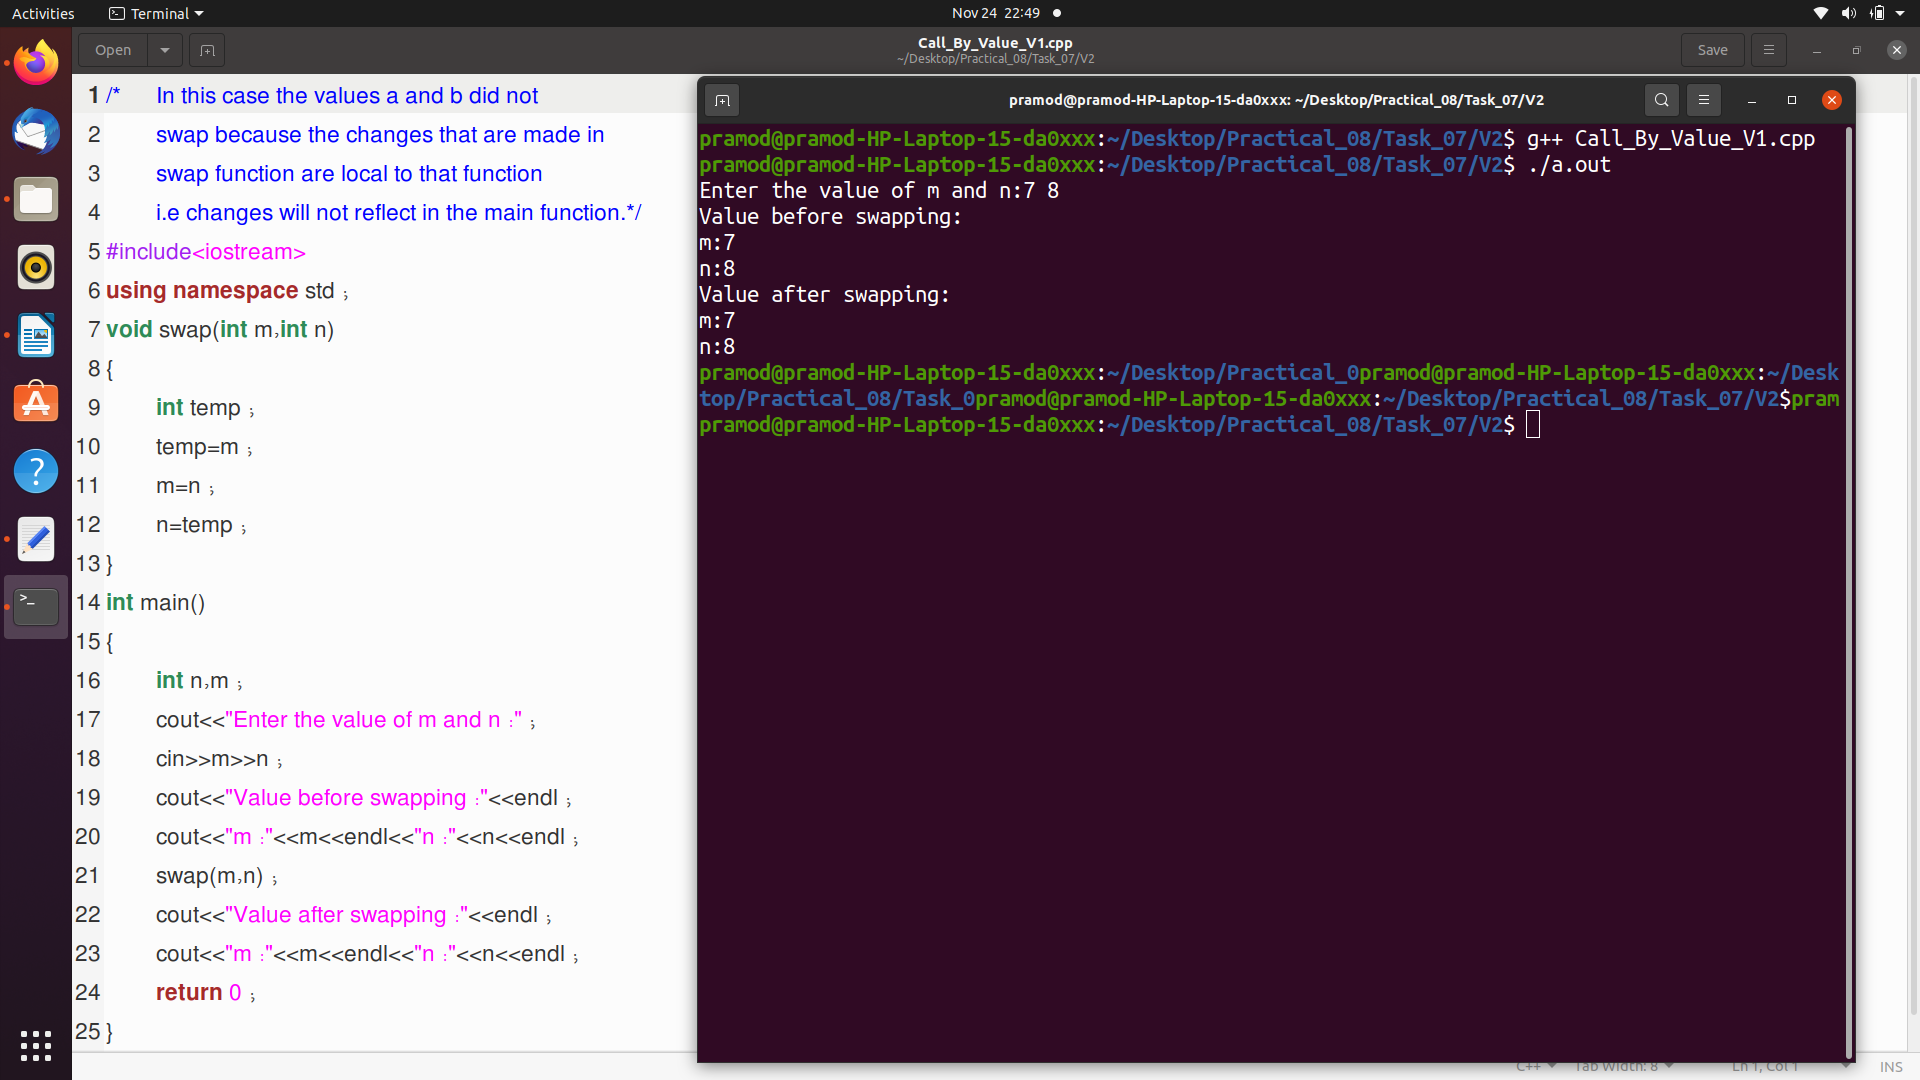 Activities
Terminal
Nov 24 22:49
Open
Call_By_Value_V1.cpp
~/Desktop/Practical_08/Task_07/V2
Save
1 /* In this case the values a and b did not
2 swap because the changes that are made in
3 swap function are local to that function
4 i.e changes will not reflect in the main function.*/
5 #include<iostream>
6 using namespace std ;
7 void swap(int m,int n)
8 {
9 int temp ;
10 temp=m ;
11 m=n ;
12 n=temp ;
13 }
14 int main()
15 {
16 int n,m ;
17 cout<<"Enter the value of m and n :" ;
18 cin>>m>>n ;
19 cout<<"Value before swapping :"<<endl ;
20 cout<<"m :"<<m<<endl<<"n :"<<n<<endl ;
21 swap(m,n) ;
22 cout<<"Value after swapping :"<<endl ;
23 cout<<"m :"<<m<<endl<<"n :"<<n<<endl ;
24 return 0 ;
25 }
pramod@pramod-HP-Laptop-15-da0xxx: ~/Desktop/Practical_08/Task_07/V2
pramod@pramod-HP-Laptop-15-da0xxx:~/Desktop/Practical_08/Task_07/V2$ g++ Call_By_Value_V1.cpp
pramod@pramod-HP-Laptop-15-da0xxx:~/Desktop/Practical_08/Task_07/V2$ ./a.out
Enter the value of m and n:7 8
Value before swapping:
m:7
n:8
Value after swapping:
m:7
n:8
pramod@pramod-HP-Laptop-15-da0xxx:~/Desktop/Practical_0pramod@pramod-HP-Laptop-15-da0xxx:~/Desk
top/Practical_08/Task_0pramod@pramod-HP-Laptop-15-da0xxx:~/Desktop/Practical_08/Task_07/V2$pram
pramod@pramod-HP-Laptop-15-da0xxx:~/Desktop/Practical_08/Task_07/V2$
C++
Tab Width: 8
Ln 1, Col 1
INS